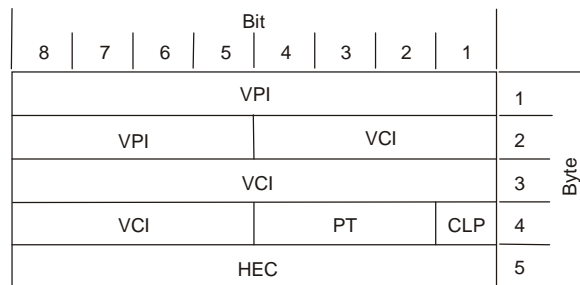 Bit
8 7 6 5 4 3 2 1
VPI 1
VPI VCI 2
VCI 3
VCI PT CLP 4
HEC 5
Byte